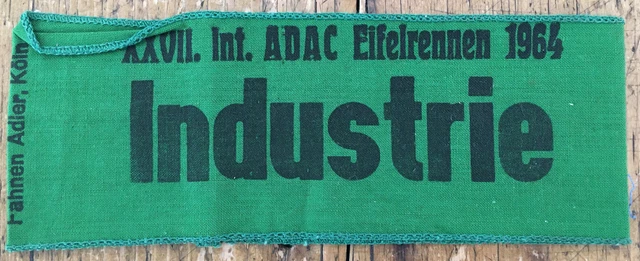 XXVII. Int. ADAC Eifelrennen 1964
Industrie
Fahnen Adler, Köln